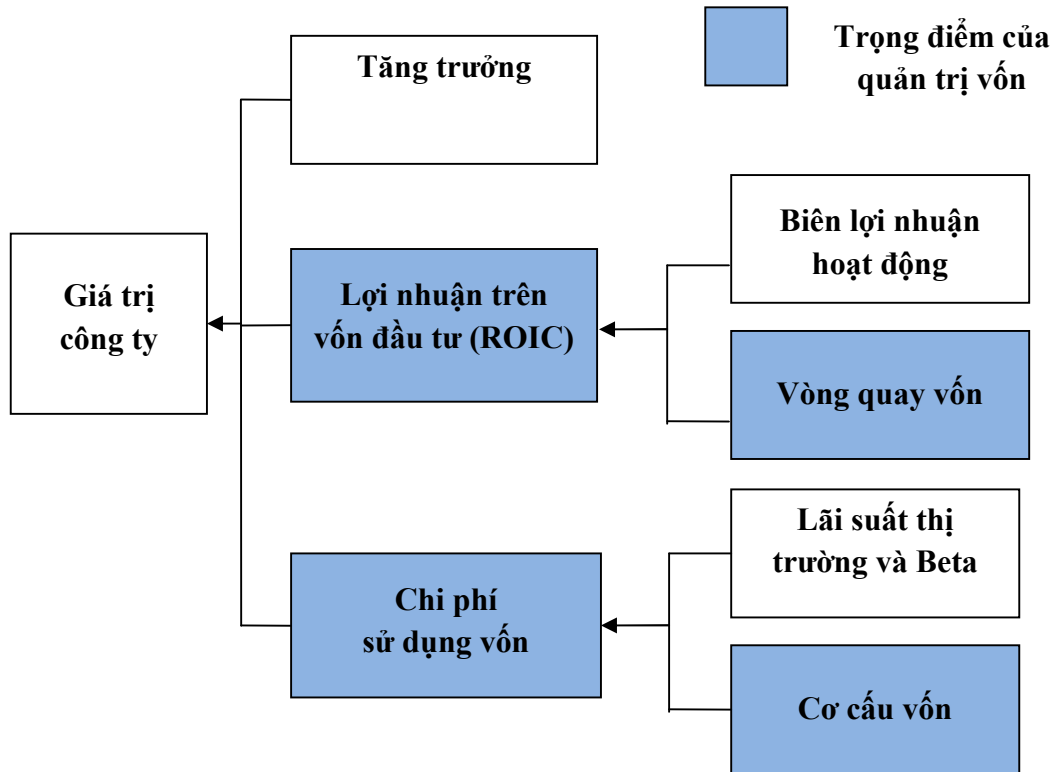 Trọng điểm của
quản trị vốn
Tăng trưởng
Giá trị
công ty
Lợi nhuận trên
vốn đầu tư (ROIC)
Biên lợi nhuận
hoạt động
Vòng quay vốn
Chi phí
sử dụng vốn
Lãi suất thị
trường và Beta
Cơ cấu vốn